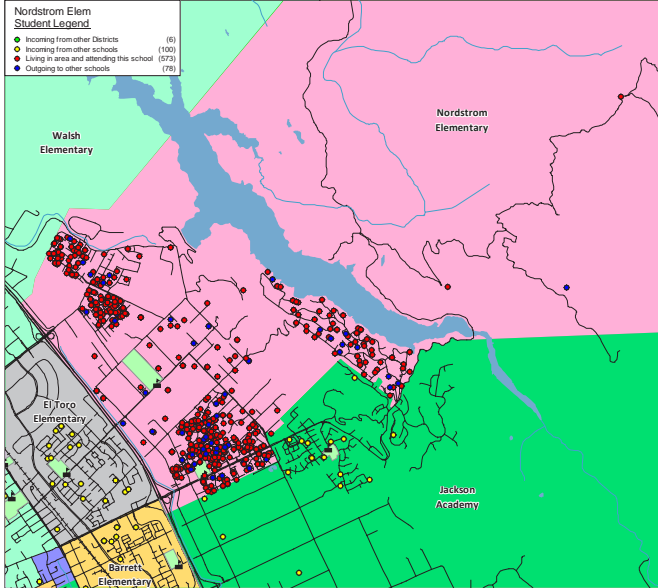 Nordstrom Elem
Student Legend
Incoming from other Districts (6)
Incoming from other schools (100)
Living in area and attending this school (573)
Outgoing to other schools (78)
Nordstrom
Elementary
Walsh
Elementary
El Toro
Elementary
Jackson
Academy
Barrett
Elementary